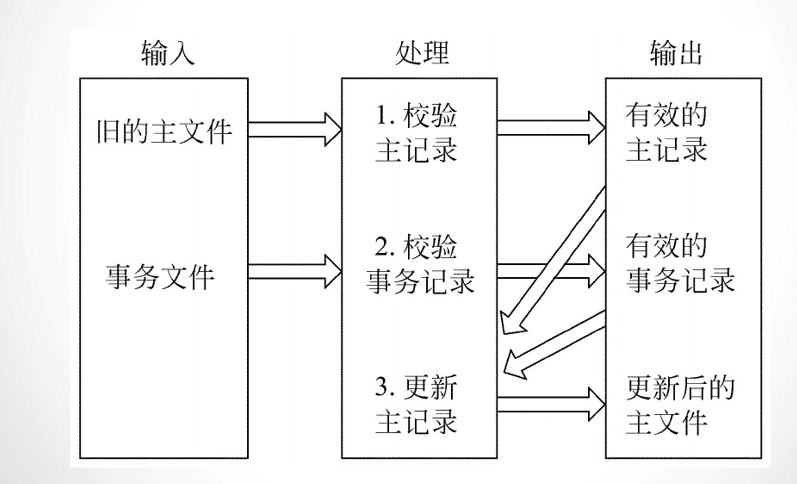 输入
处理
输出
旧的主文件
1. 校验
主记录
有效的
主记录
事务文件
2. 校验
事务记录
有效的
事务记录
3. 更新
主记录
更新后的
主文件